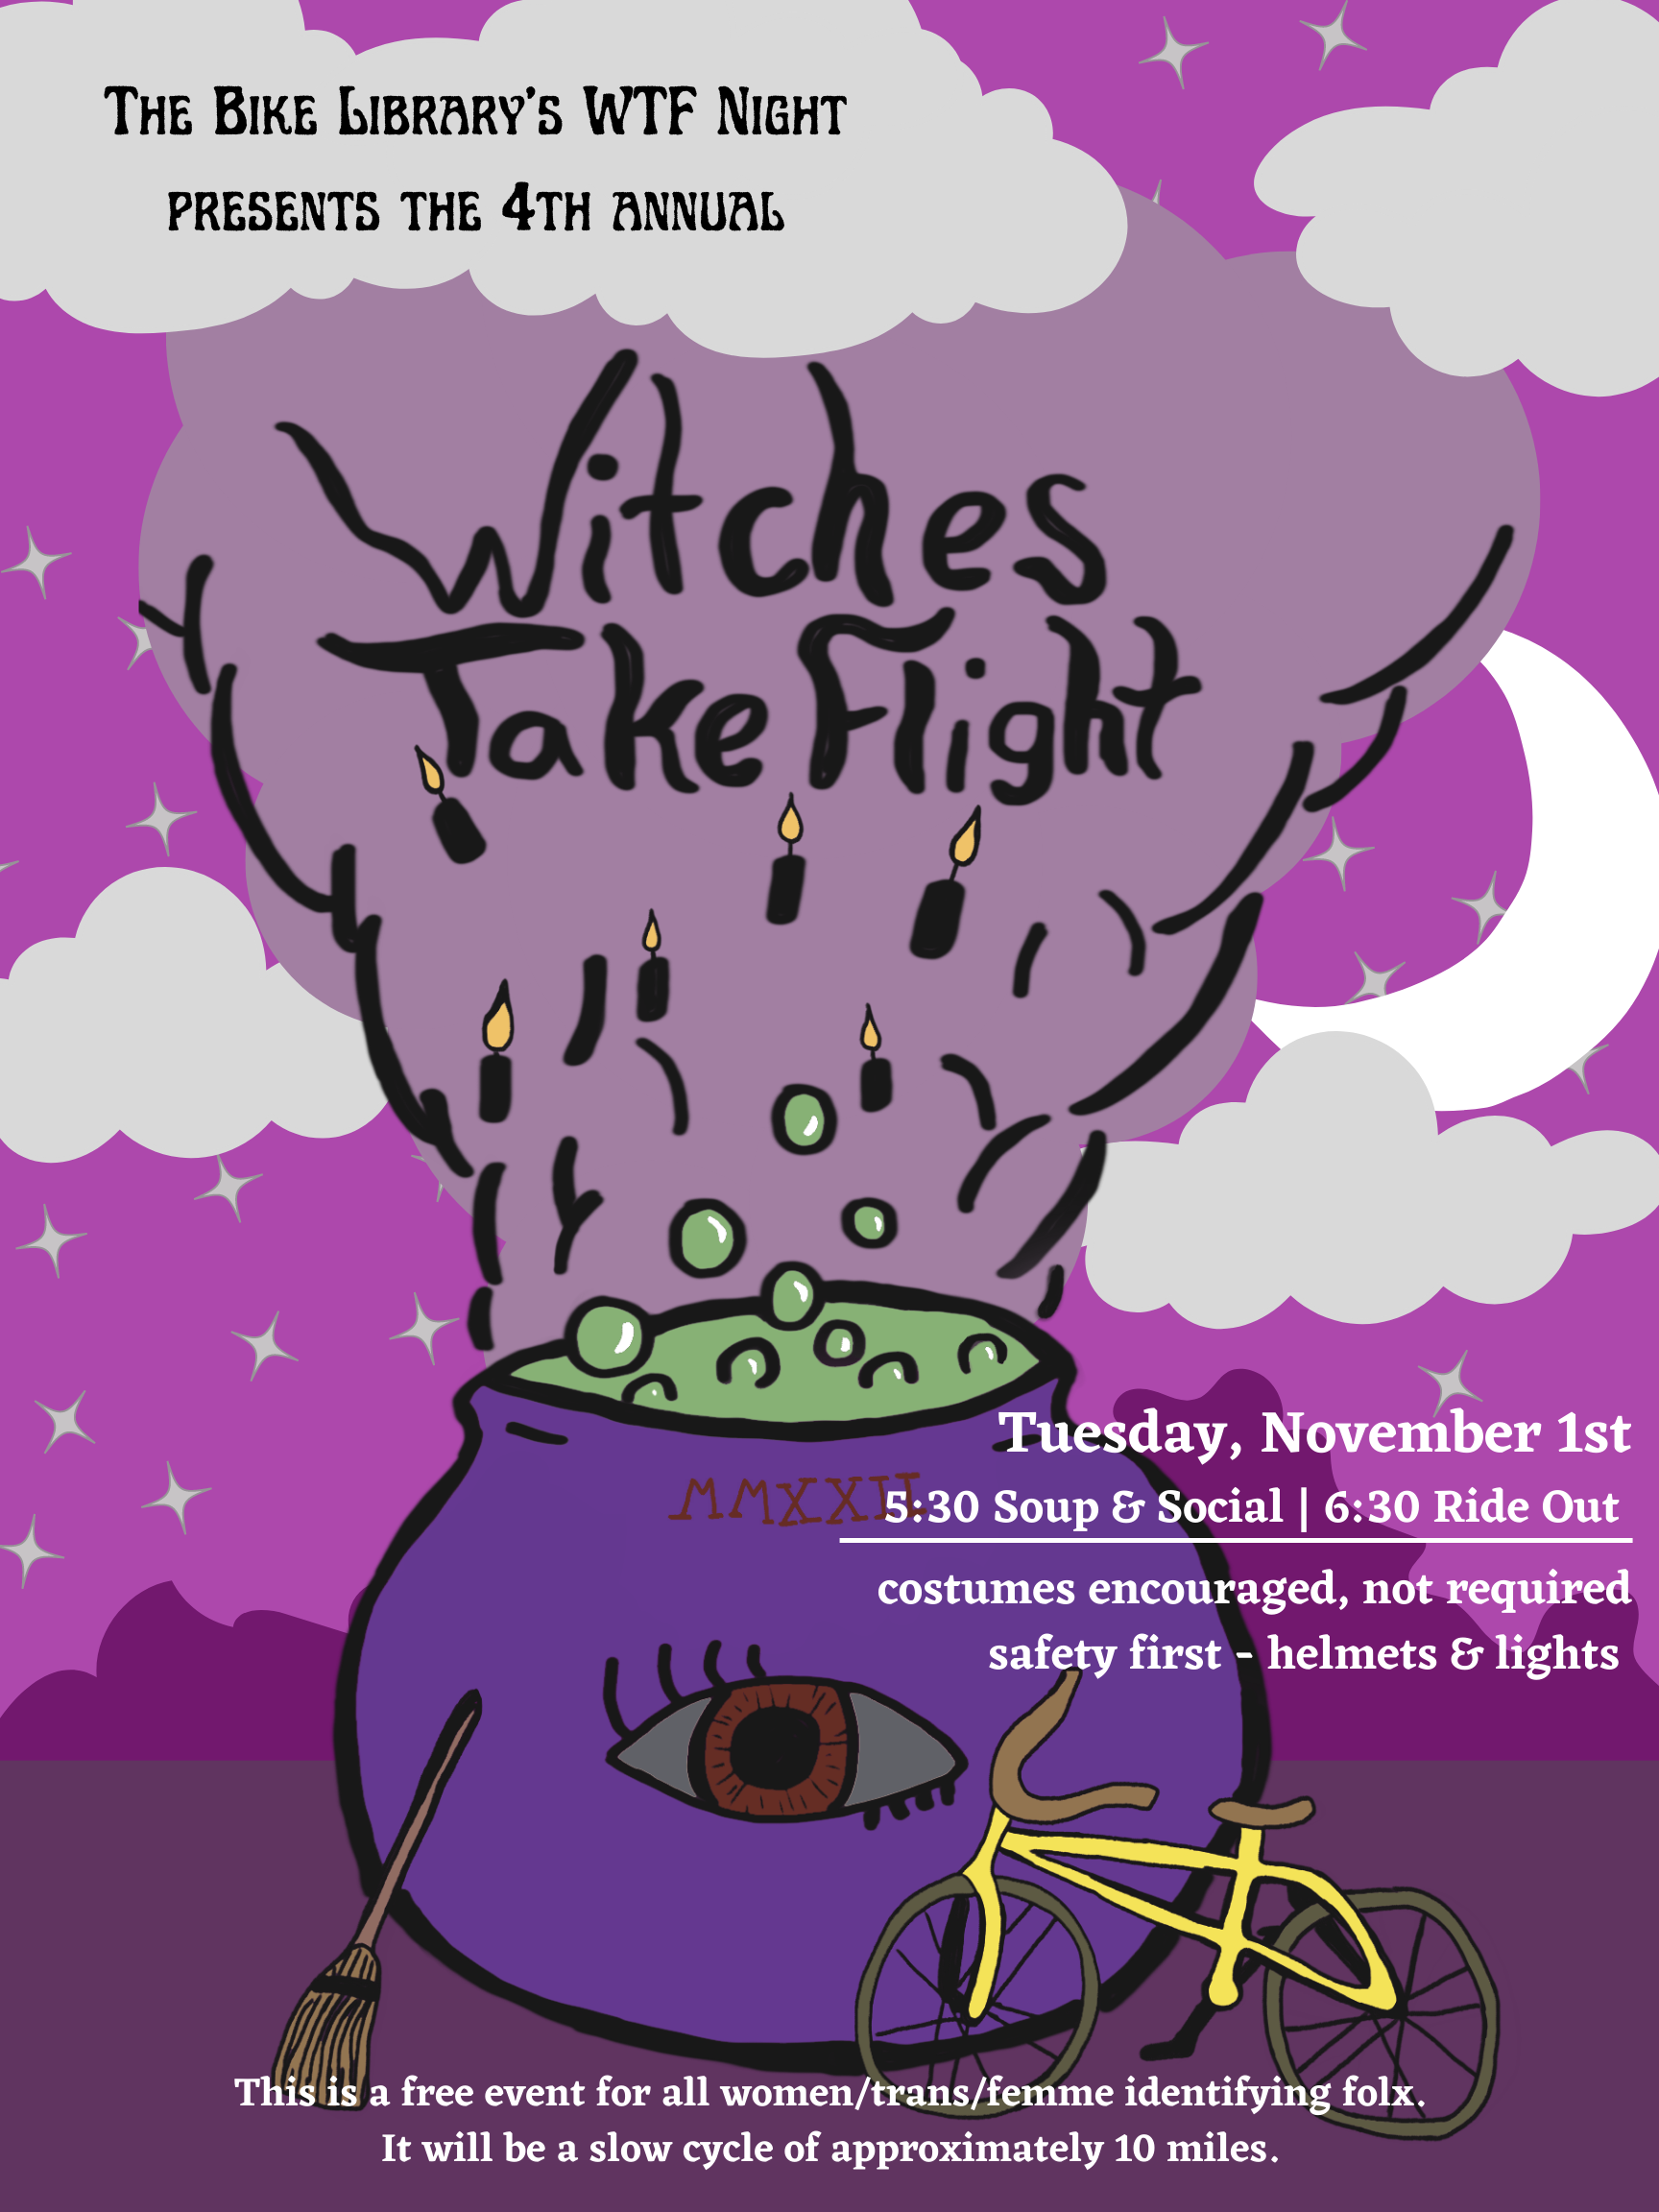 The Bike Library's WTF Night
presents the 4th annual
Witches
Take Flight
MMXXII
Tuesday, November 1st
5:30 Soup & Social | 6:30 Ride Out
costumes encouraged, not required
safety first - helmets & lights
This is a free event for all women/trans/femme identifying folx.
It will be a slow cycle of approximately 10 miles.